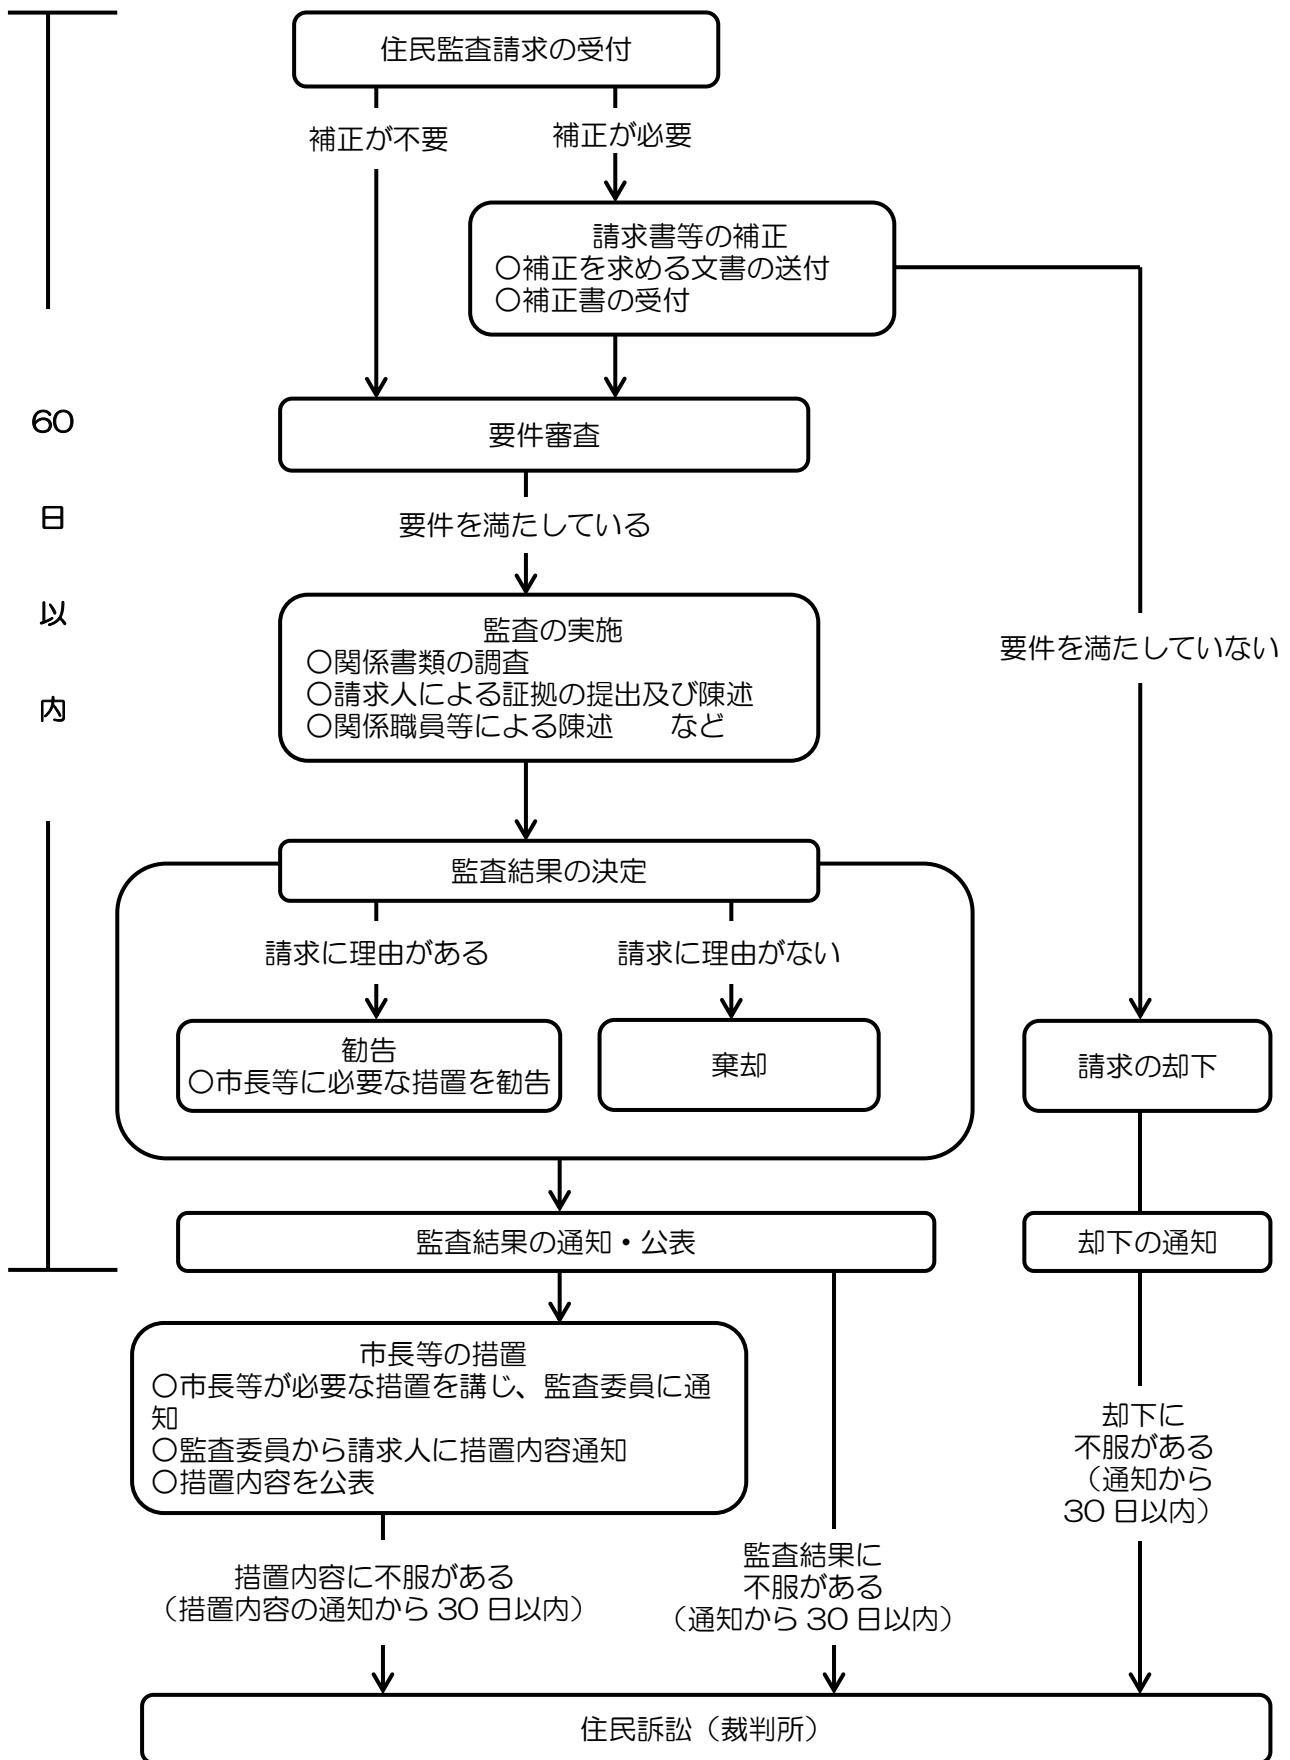 住民監査請求の受付
補正が不要
補正が必要
請求書等の補正
〇補正を求める文書の送付
〇補正書の受付
要件審査
60
日
以
内
要件を満たしている
監査の実施
〇関係書類の調査
〇請求人による証拠の提出及び陳述
〇関係職員等による陳述　　など
要件を満たしていない
監査結果の決定
請求に理由がある
請求に理由がない
勧告
〇市長等に必要な措置を勧告
棄却
請求の却下
監査結果の通知・公表
却下の通知
市長等の措置
〇市長等が必要な措置を講じ、監査委員に通
知
〇監査委員から請求人に措置内容通知
〇措置内容を公表
却下に
不服がある
（通知から
30 日以内）
措置内容に不服がある
（措置内容の通知から 30 日以内）
監査結果に
不服がある
（通知から 30 日以内）
住民訴訟（裁判所）